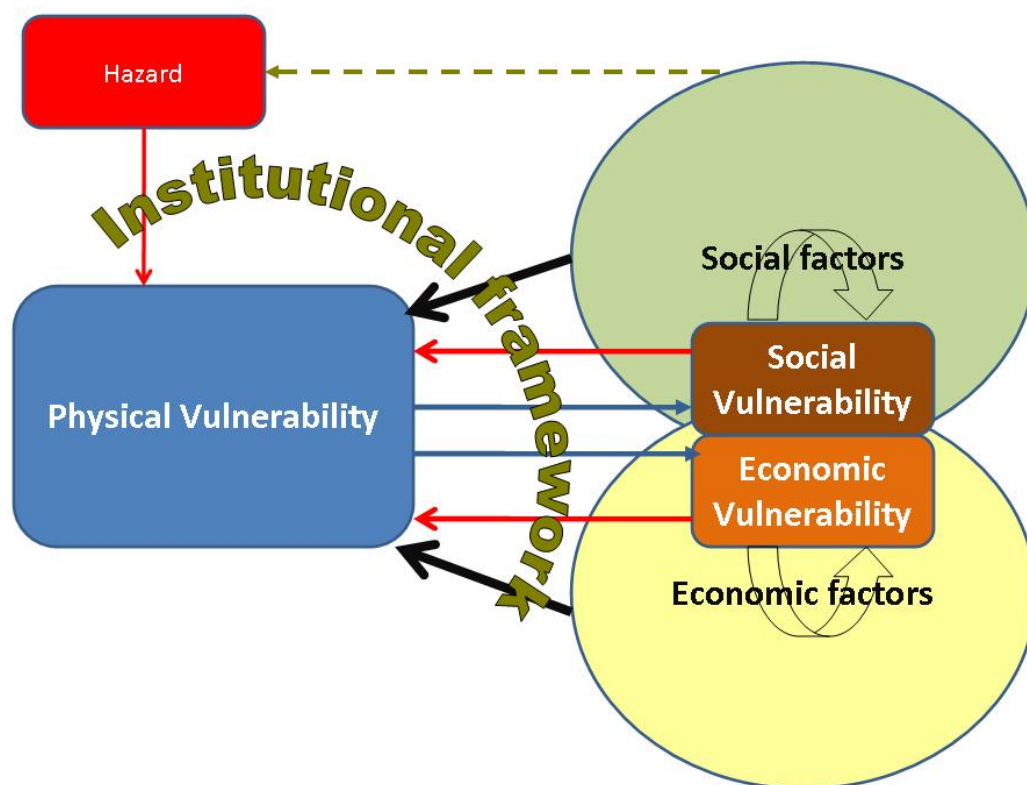 Hazard
Institutional framework
Social factors
Social
Vulnerability
Physical Vulnerability
Economic
Vulnerability
Economic factors